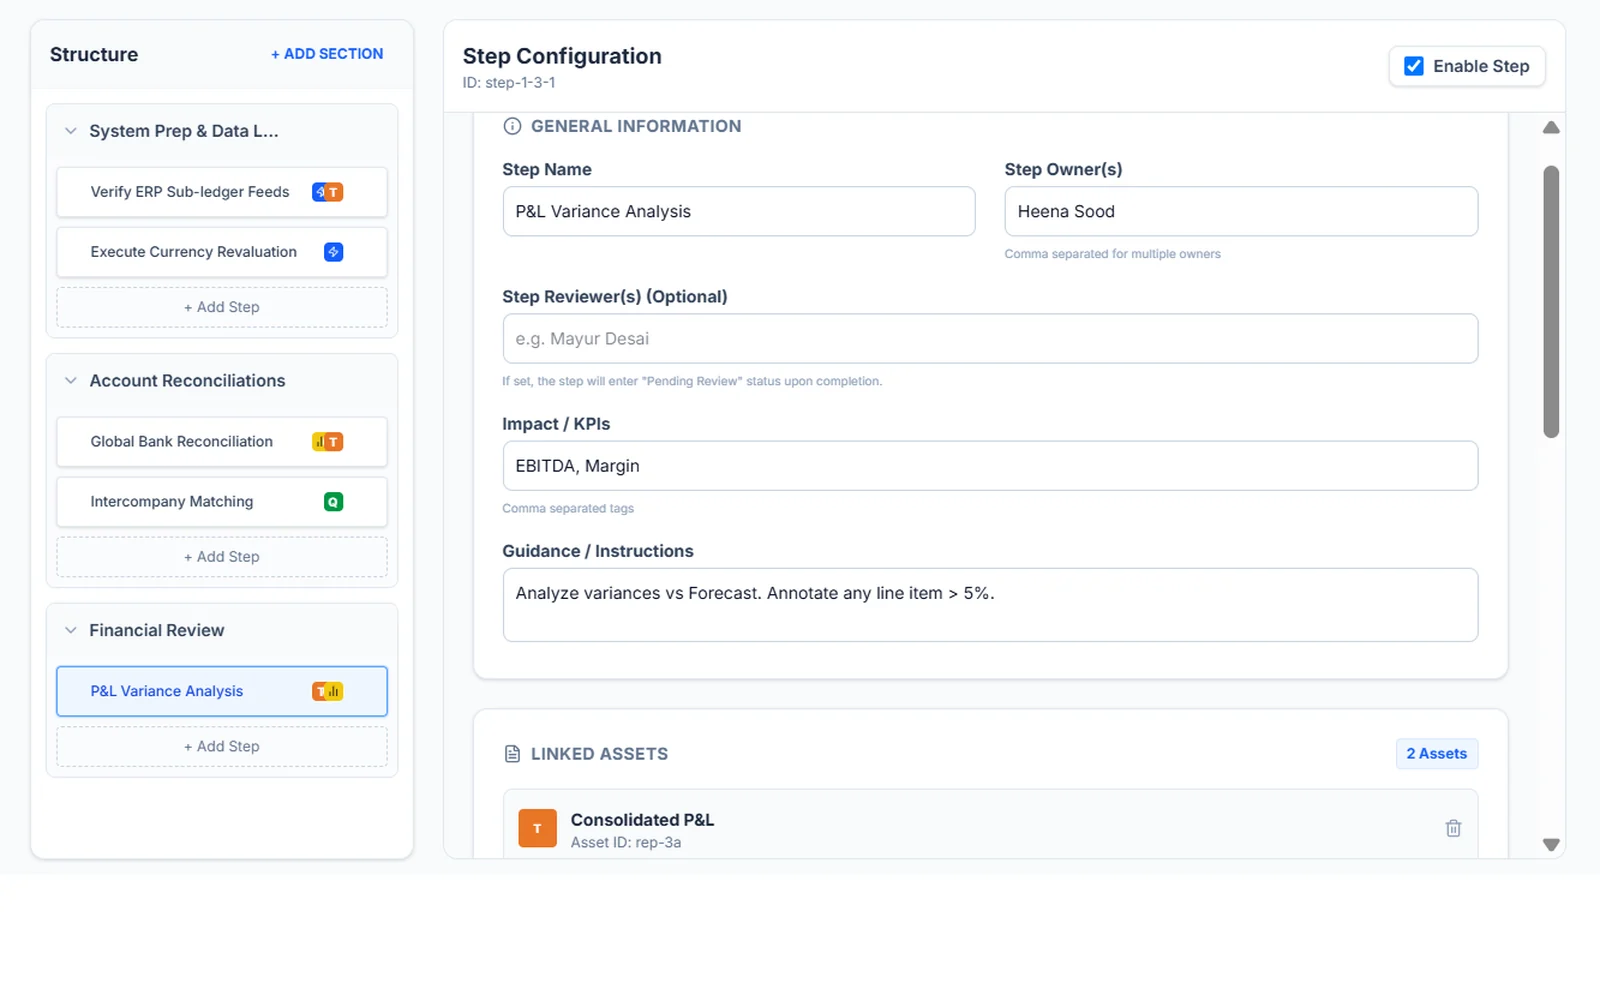 Structure
+ ADD SECTION
System Prep & Data L...
Verify ERP Sub-ledger Feeds
T
Execute Currency Revaluation
+ Add Step
Account Reconciliations
Global Bank Reconciliation
T
Intercompany Matching
Q
+ Add Step
Financial Review
P&L Variance Analysis
T
+ Add Step
Step Configuration
ID: step-1-3-1
Enable Step
GENERAL INFORMATION
Step Name
P&L Variance Analysis
Step Owner(s)
Heena Sood
Comma separated for multiple owners
Step Reviewer(s) (Optional)
e.g. Mayur Desai
If set, the step will enter "Pending Review" status upon completion.
Impact / KPIs
EBITDA, Margin
Comma separated tags
Guidance / Instructions
Analyze variances vs Forecast. Annotate any line item > 5%.
LINKED ASSETS
2 Assets
T
Consolidated P&L
Asset ID: rep-3a